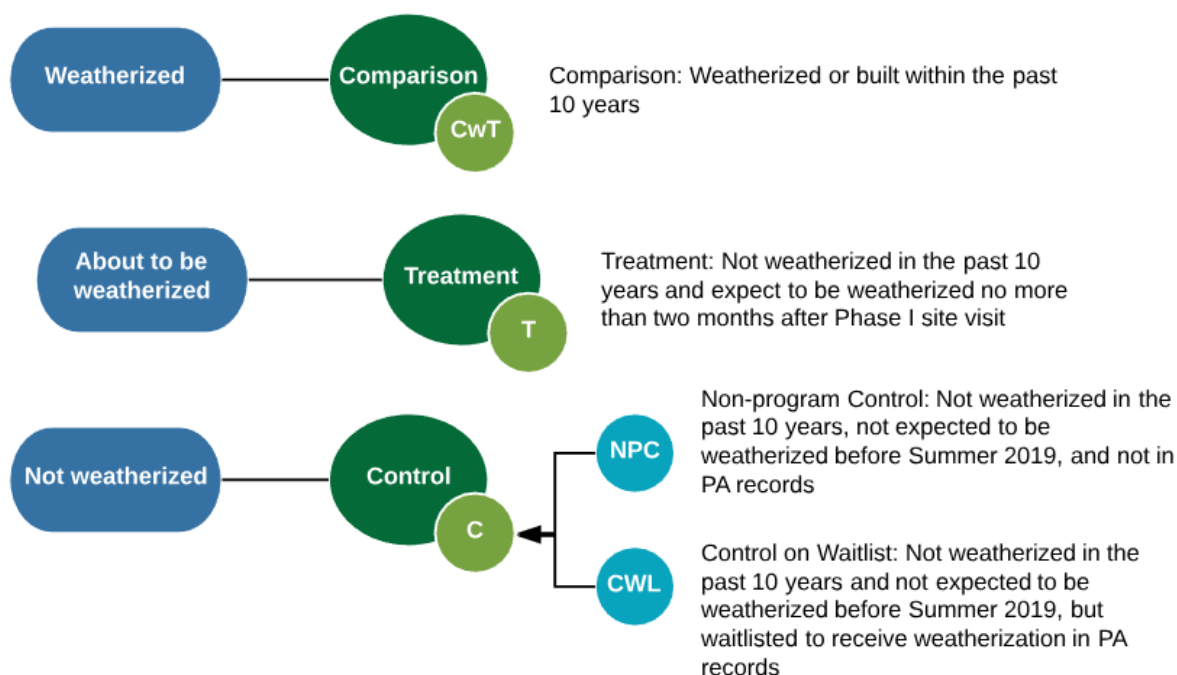 Weatherized
Comparison
CwT
Comparison: Weatherized or built within the past
10 years
About to be
weatherized
Treatment
T
Treatment: Not weatherized in the past 10
years and expect to be weatherized no more
than two months after Phase I site visit
Not weatherized
Control
C
NPC
Non-program Control: Not weatherized in the
past 10 years, not expected to be
weatherized before Summer 2019, and not in
PA records
CWL
Control on Waitlist: Not weatherized in the
past 10 years and not expected to be
weatherized before Summer 2019, but
waitlisted to receive weatherization in PA
records